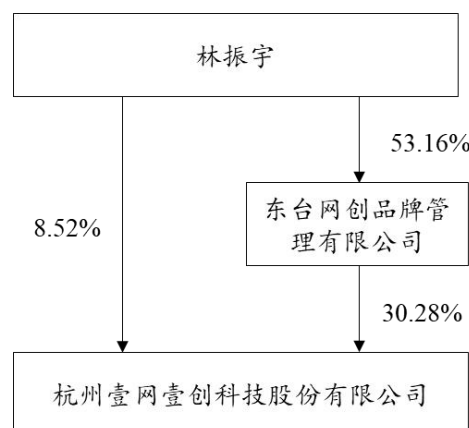 林振宇
53.16%
东台网创品牌管
理有限公司
8.52%
30.28%
杭州壹网壹创科技股份有限公司